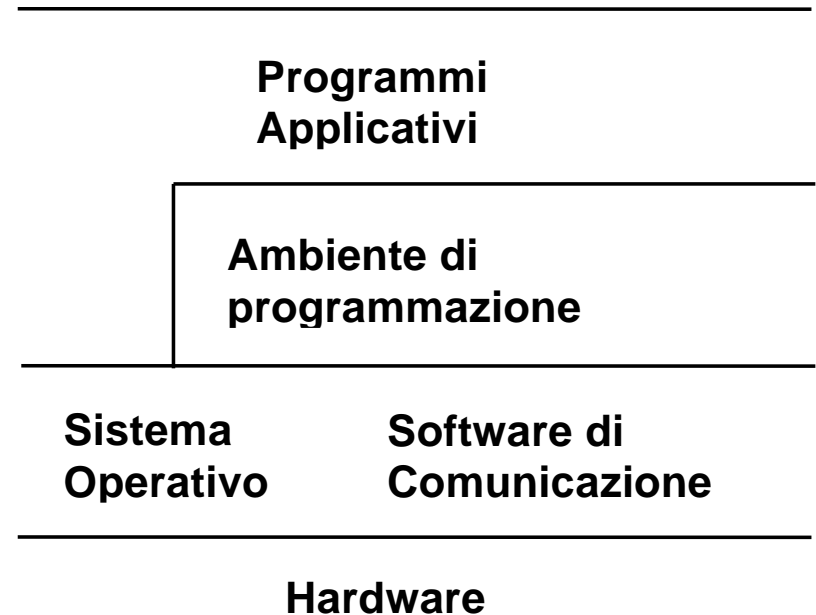 Programmi
Applicativi
Ambiente di
programmazione
Sistema
Operativo
Software di
Comunicazione
Hardware